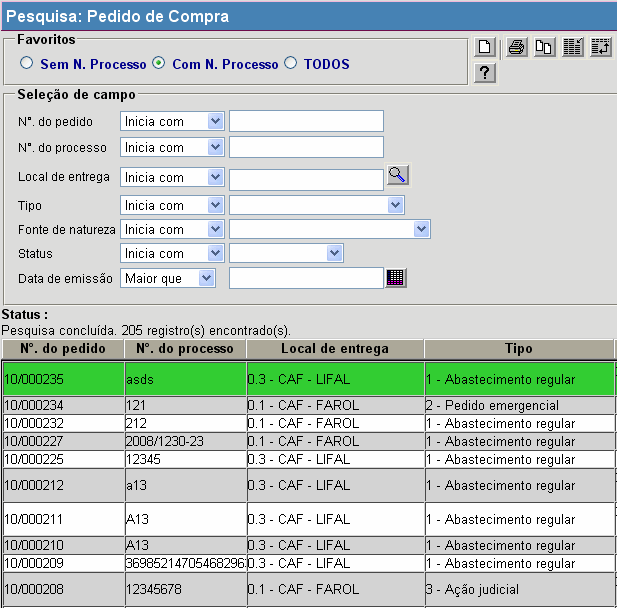 Pesquisa: Pedido de Compra
Favoritos
Sem N. Processo Com N. Processo TODOS
?
Seleção de campo
N°. do pedido Inicia com
N°. do processo Inicia com
Local de entrega Inicia com
Tipo Inicia com
Fonte de natureza Inicia com
Status Inicia com
Data de emissão Maior que
Status :
Pesquisa concluída. 205 registro(s) encontrado(s).
N°. do pedido N°. do processo Local de entrega Tipo
10/000235 asds 0.3 - CAF - LIFAL 1 - Abastecimento regular
10/000234 121 0.1 - CAF - FAROL 2 - Pedido emergencial
10/000232 212 0.1 - CAF - FAROL 1 - Abastecimento regular
10/000227 2008/1230-23 0.1 - CAF - FAROL 1 - Abastecimento regular
10/000225 12345 0.3 - CAF - LIFAL 1 - Abastecimento regular
10/000212 a13 0.3 - CAF - LIFAL 1 - Abastecimento regular
10/000211 A13 0.3 - CAF - LIFAL 1 - Abastecimento regular
10/000210 A13 0.3 - CAF - LIFAL 1 - Abastecimento regular
10/000209 36985214705468296 0.3 - CAF - LIFAL 1 - Abastecimento regular
10/000208 12345678 0.1 - CAF - FAROL 3 - Ação judicial